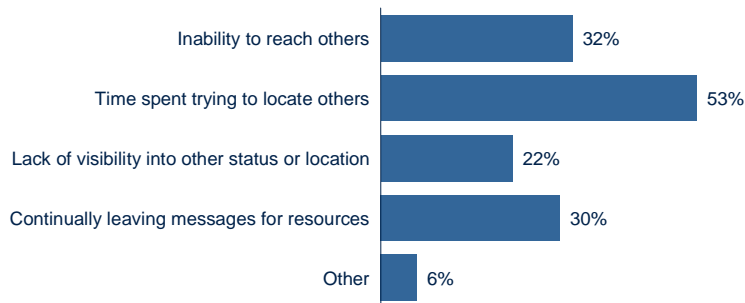 Inability to reach others 32%
Time spent trying to locate others 53%
Lack of visibility into other status or location 22%
Continually leaving messages for resources 30%
Other 6%